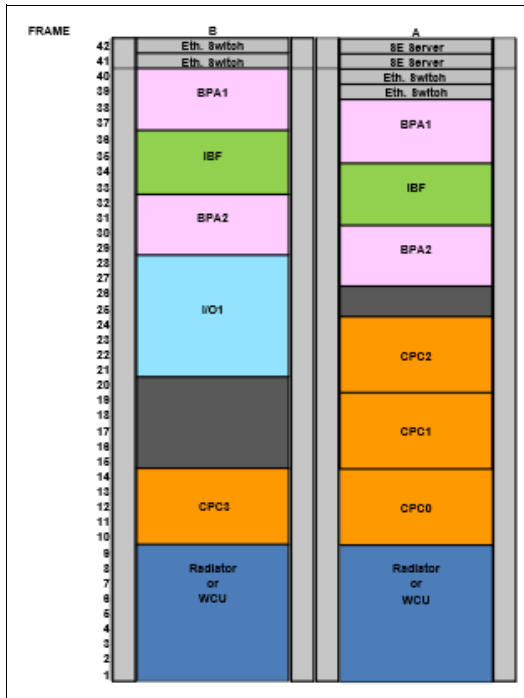 FRAME
B
A
42
Eth. Switch
SE Server
41
Eth. Switch
SE Server
40
Eth. Switch
39
Eth. Switch
38
BPA1
37
BPA1
36
35
IBF
34
33
IBF
32
31
BPA2
30
29
BPA2
28
27
26
25
I/O1
24
23
22
CPC2
21
20
19
18
17
CPC1
16
15
14
13
12
CPC3
CPC0
11
10
9
8
Radiator
Radiator
7
or
or
6
WCU
WCU
5
4
3
2
1